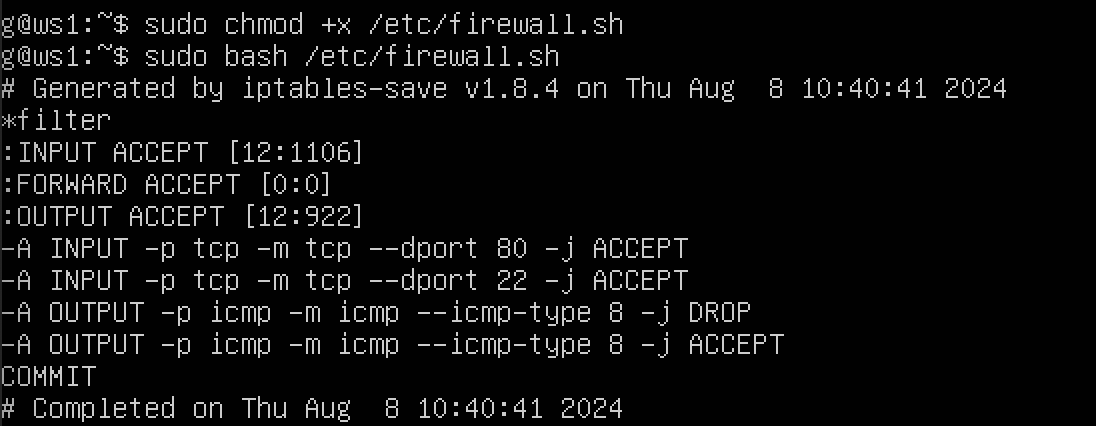 g@ws1:~$ sudo chmod +x /etc/firewall.sh
g@ws1:~$ sudo bash /etc/firewall.sh
# Generated by iptables-save v1.8.4 on Thu Aug  8 10:40:41 2024
*filter
:INPUT ACCEPT [12:1106]
:FORWARD ACCEPT [0:0]
:OUTPUT ACCEPT [12:922]
-A INPUT -p tcp -m tcp --dport 80 -j ACCEPT
-A INPUT -p tcp -m tcp --dport 22 -j ACCEPT
-A OUTPUT -p icmp -m icmp --icmp-type 8 -j DROP
-A OUTPUT -p icmp -m icmp --icmp-type 8 -j ACCEPT
COMMIT
# Completed on Thu Aug  8 10:40:41 2024